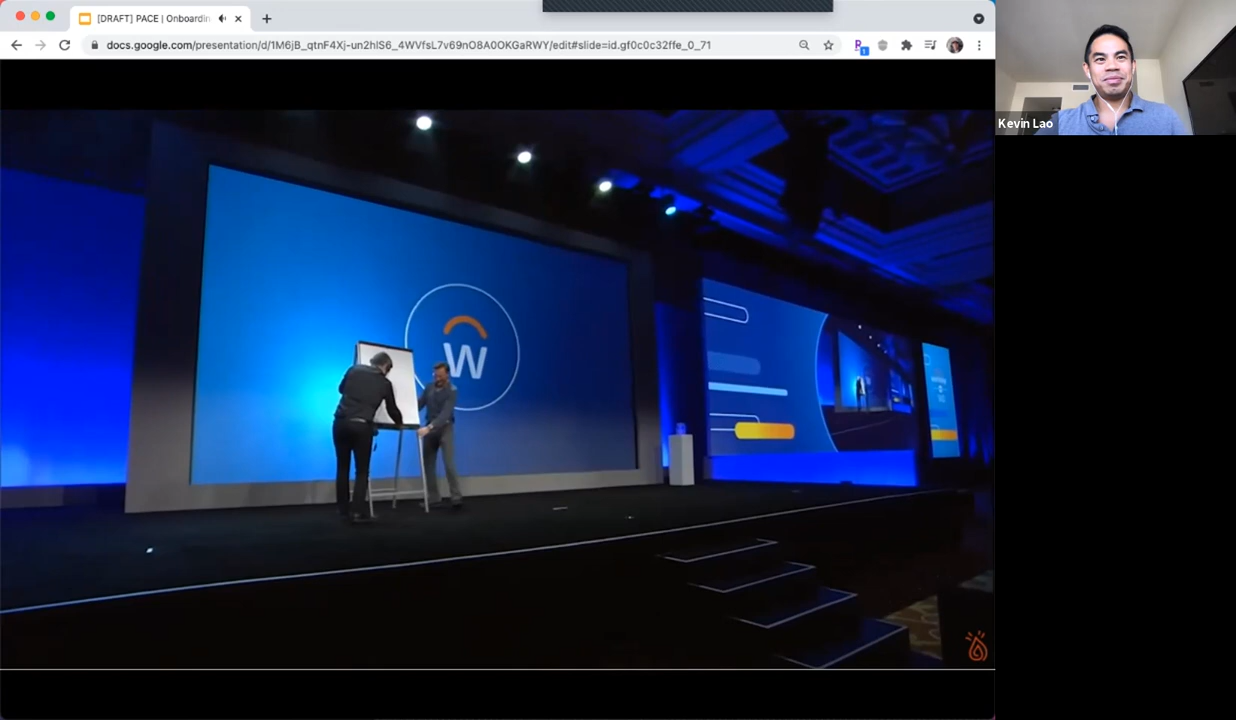 [DRAFT] PACE | Onboardin
docs.google.com/presentation/d/1M6jB_qtnF4Xj-un2hlS6_4WVfsL7v69nO8A0OKGaRWY/edit#slide=id.gf0c0c32ffe_0_71
Kevin Lao
W